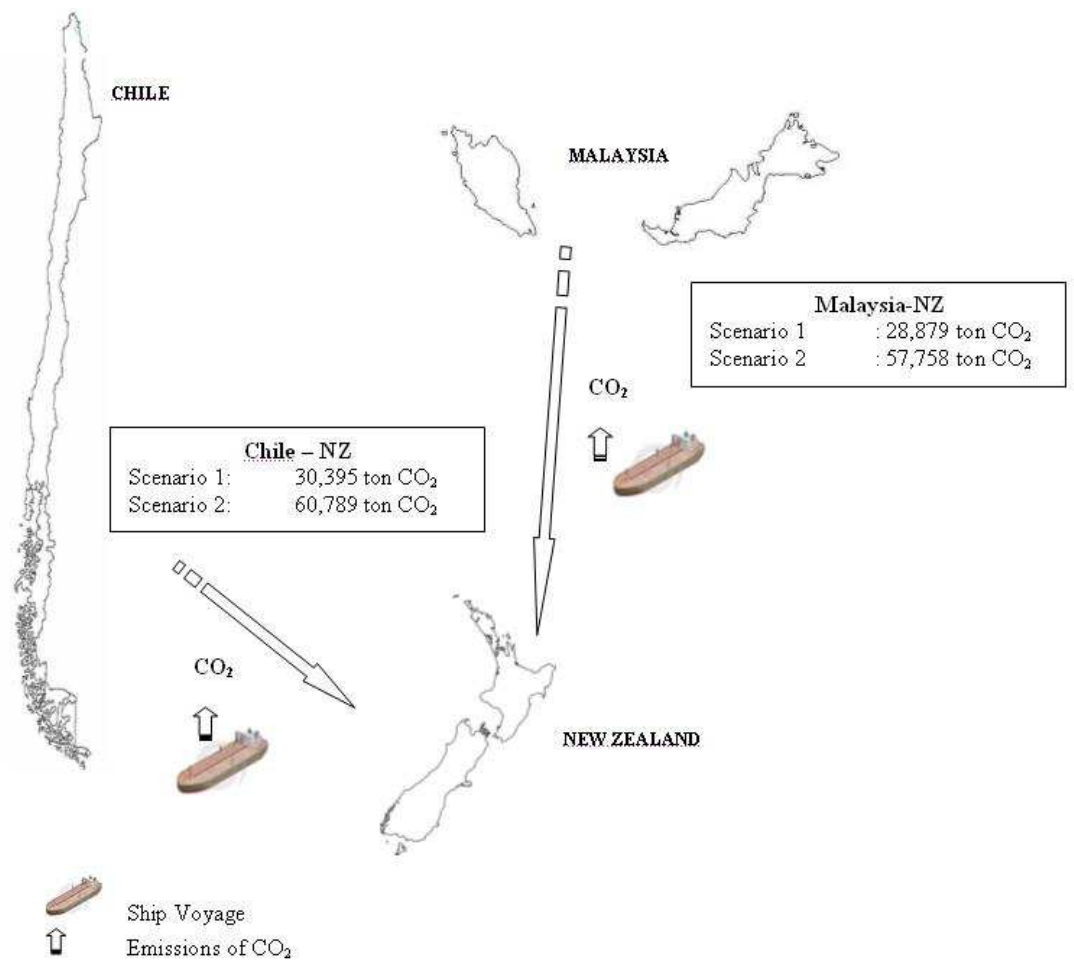 CHILE
MALAYSIA
Malaysia-NZ
Scenario 1 : 28,879 ton CO₂
Scenario 2 : 57,758 ton CO₂
CO₂
Chile – NZ
Scenario 1: 30,395 ton CO₂
Scenario 2: 60,789 ton CO₂
CO₂
NEW ZEALAND
Ship Voyage
Emissions of CO₂